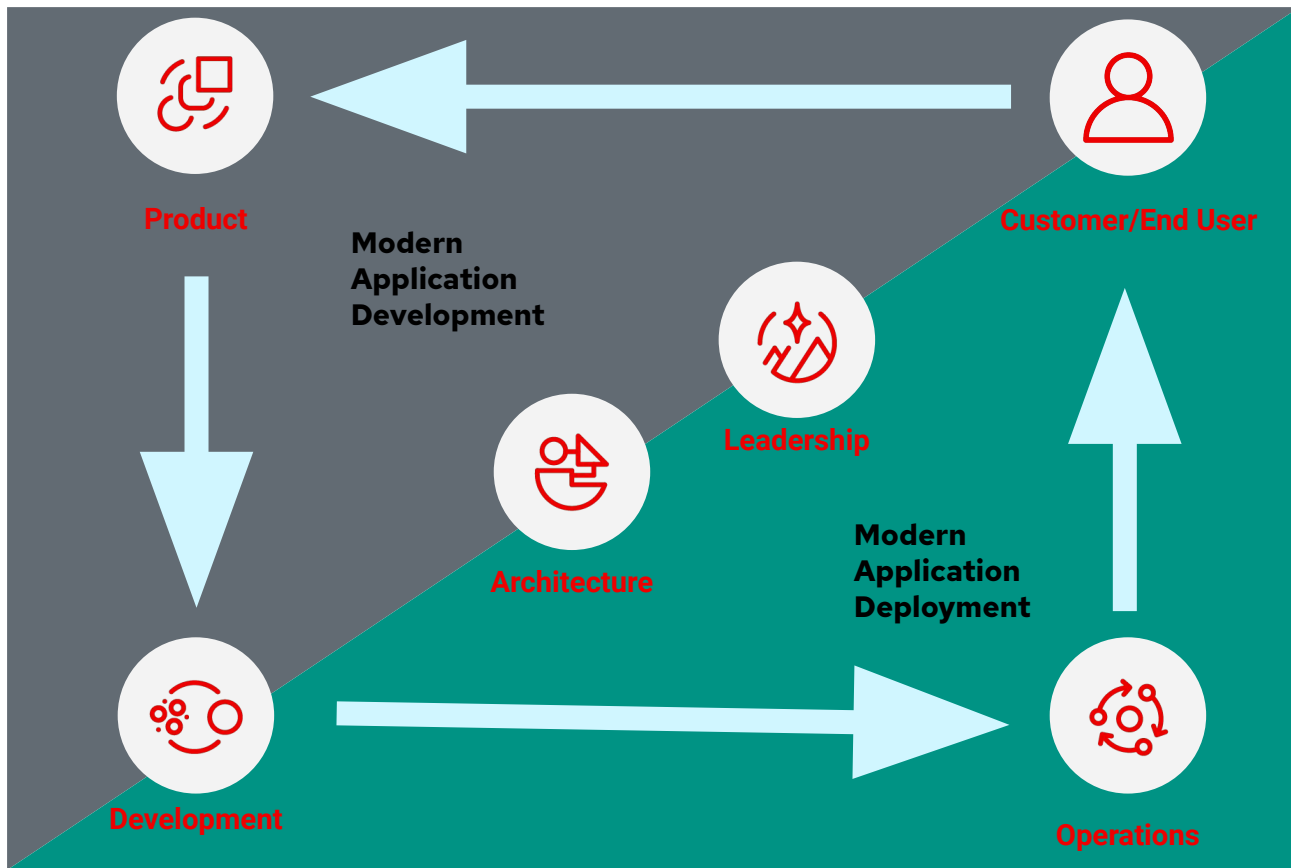 Product
Customer/End User
Modern
Application
Development
Leadership
Architecture
Modern
Application
Deployment
Development
Operations